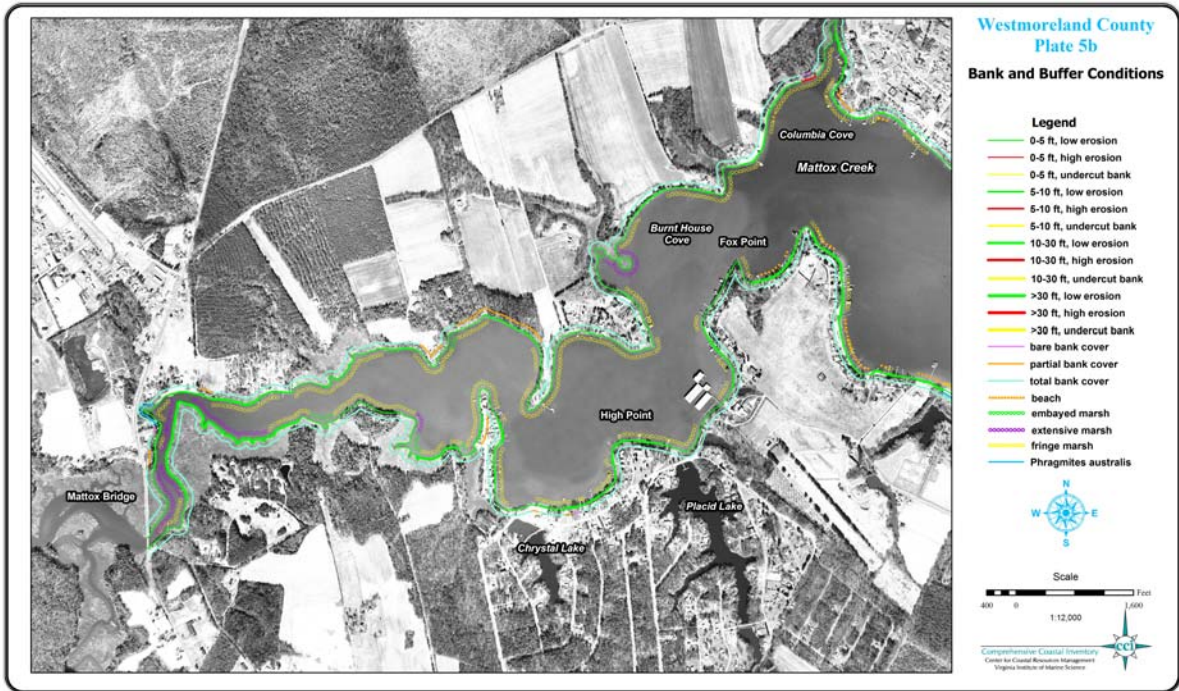 Westmoreland County
Plate 5b
Bank and Buffer Conditions
Legend
0-5 ft, low erosion
0-5 ft, high erosion
0-5 ft, undercut bank
5-10 ft, low erosion
5-10 ft, high erosion
5-10 ft, undercut bank
10-30 ft, low erosion
10-30 ft, high erosion
10-30 ft, undercut bank
>30 ft, low erosion
>30 ft, high erosion
>30 ft, undercut bank
bare bank cover
partial bank cover
total bank cover
beach
embayed marsh
extensive marsh
fringe marsh
Phragmites australis
N
W E
S
Scale
Feet
400 0 1,600
1:12,000
Comprehensive Coastal Inventory
Center for Coastal Resources Management
Virginia Institute of Marine Science
cci
Columbia Cove
Mattox Creek
Burnt House
Cove
Fox Point
High Point
Mattox Bridge
Placid Lake
Chrystal Lake